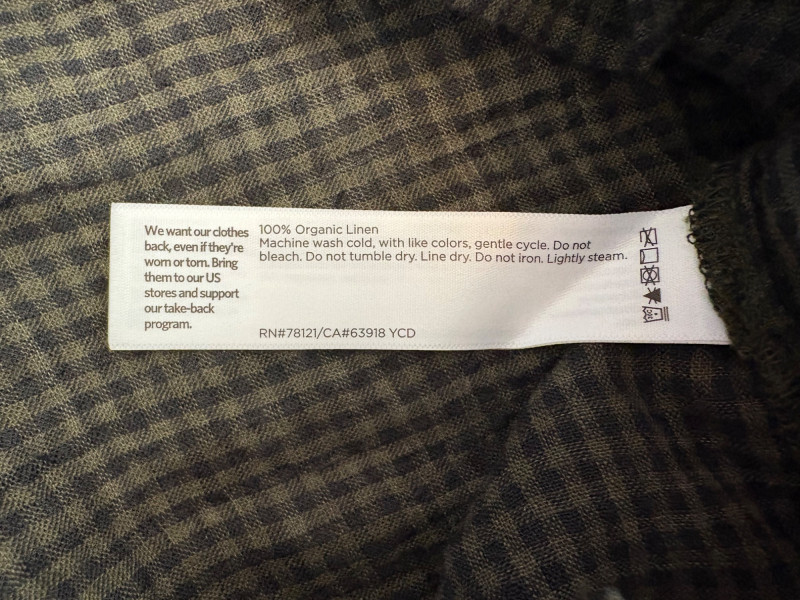 We want our clothes
back, even if they're
worn or torn. Bring
them to our US
stores and support
our take-back
program.
100% Organic Linen
Machine wash cold, with like colors, gentle cycle. Do not
bleach. Do not tumble dry. Line dry. Do not iron. Lightly steam.
RN#78121/CA#63918 YCD